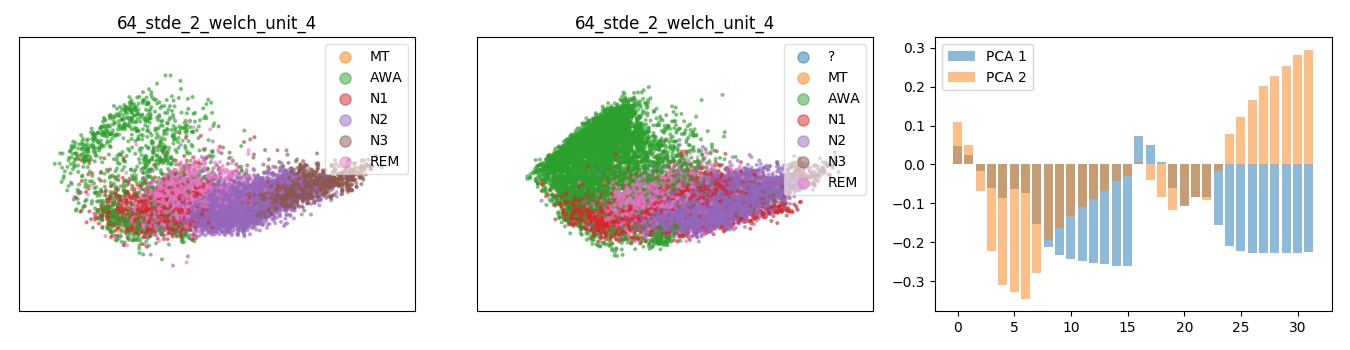 64_stde_2_welch_unit_4
MT
AWA
N1
N2
N3
REM
64_stde_2_welch_unit_4
?
MT
AWA
N1
N2
N3
REM
PCA 1
PCA 2
0.3
0.2
0.1
0.0
−0.1
−0.2
−0.3
0
5
10
15
20
25
30